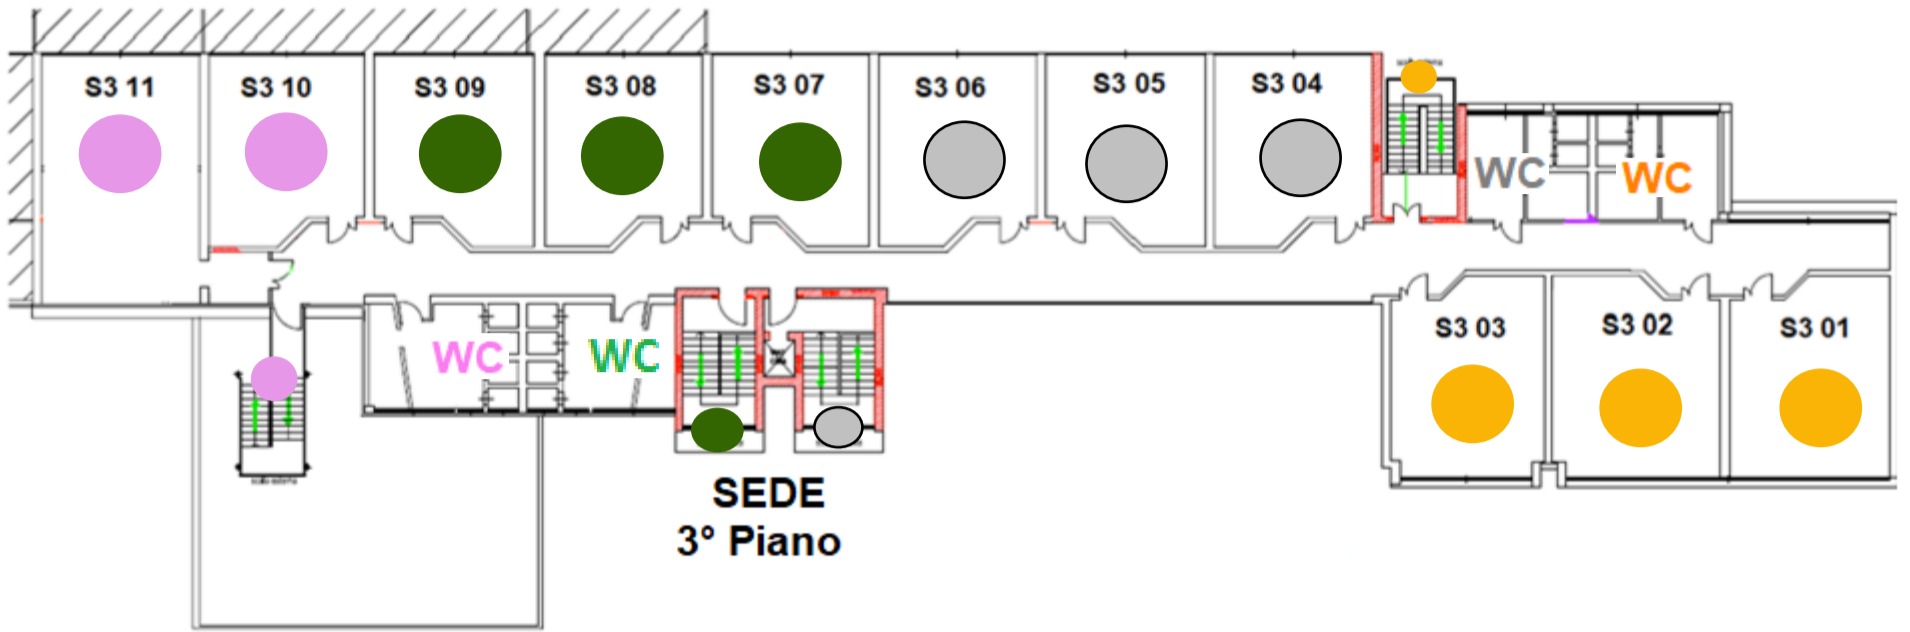 S3 11
S3 10
S3 09
S3 08
S3 07
S3 06
S3 05
S3 04
WC
WC
S3 03
S3 02
S3 01
WC
WC
SEDE
3° Piano